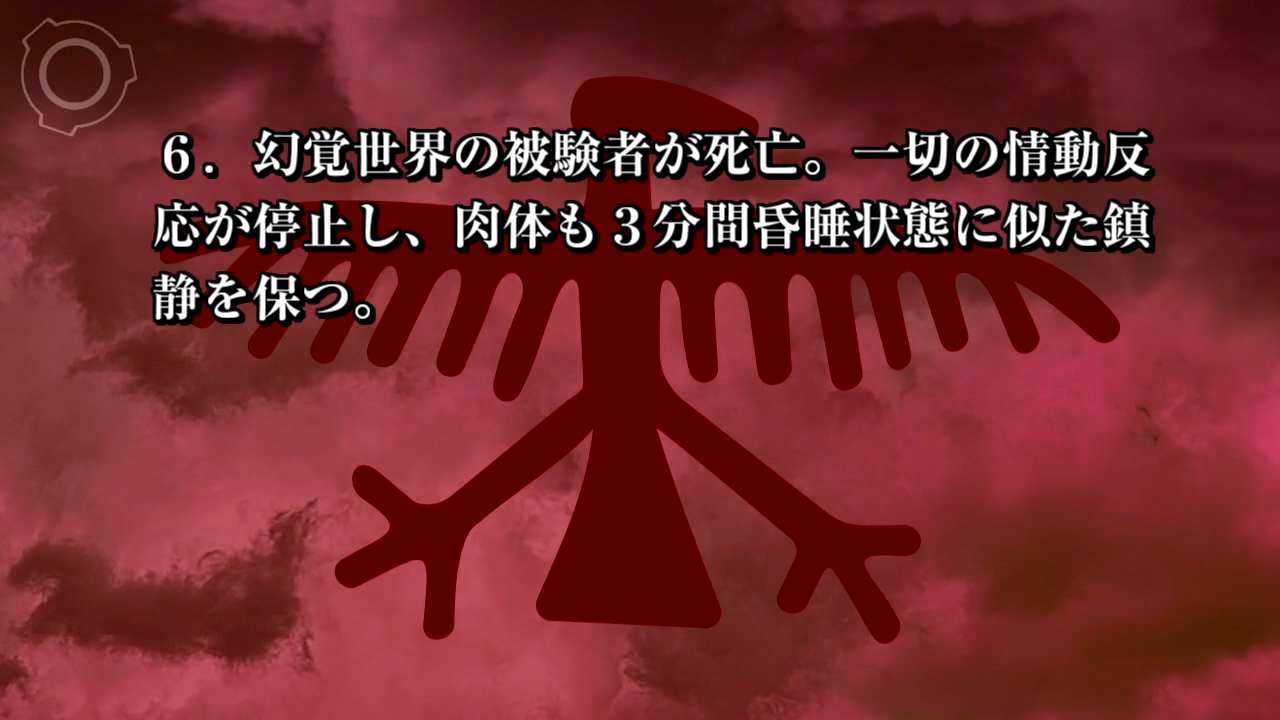 ６．幻覚世界の被験者が死亡。一切の情動反
応が停止し、肉体も３分間昏睡状態に似た鎮
静を保つ。